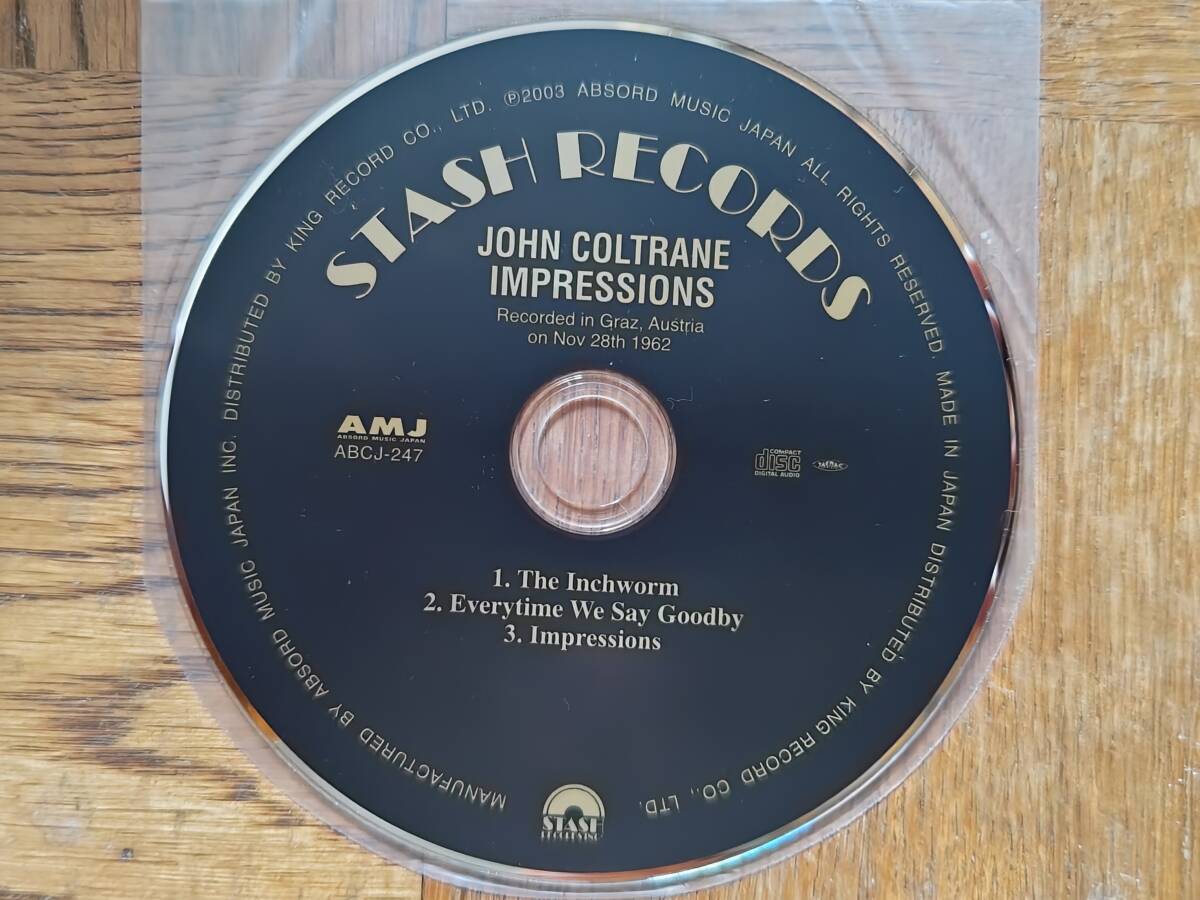 MANUFACTURED BY ABSORD MUSIC JAPAN INC. DISTRIBUTED BY KING RECORD CO., LTD. ℗2003 ABSORD MUSIC JAPAN ALL RIGHTS RESERVED. MADE IN JAPAN DISTRIBUTED BY KING RECORD CO., LTD.
STASH RECORDS
JOHN COLTRANE
IMPRESSIONS
Recorded in Graz, Austria
on Nov 28th 1962
AMJ
ABSORD MUSIC JAPAN
ABCJ-247
COMPACT
disc
DIGITAL AUDIO
1. The Inchworm
2. Everytime We Say Goodby
3. Impressions
STASH